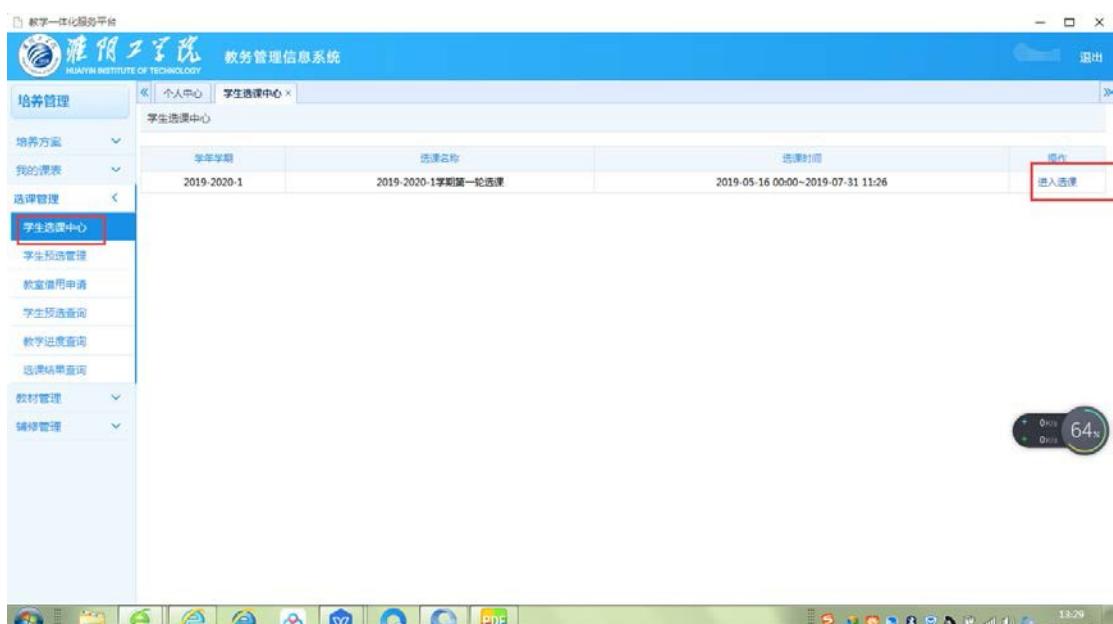 教学一体化服务平台
淮阴工学院
HUAIYIN INSTITUTE OF TECHNOLOGY
教务管理信息系统
退出
培养管理
个人中心
学生选课中心
学生选课中心
培养方案
我的课表
选课管理
学生选课中心
学生预选管理
教室借用申请
学生预选查询
教学进度查询
选课结果查询
教材管理
辅修管理
学年学期 选课名称 选课时间 操作
2019-2020-1 2019-2020-1学期第一轮选课 2019-05-16 00:00~2019-07-31 11:26 进入选课
0K/s
0K/s
64%
PDF
13:29